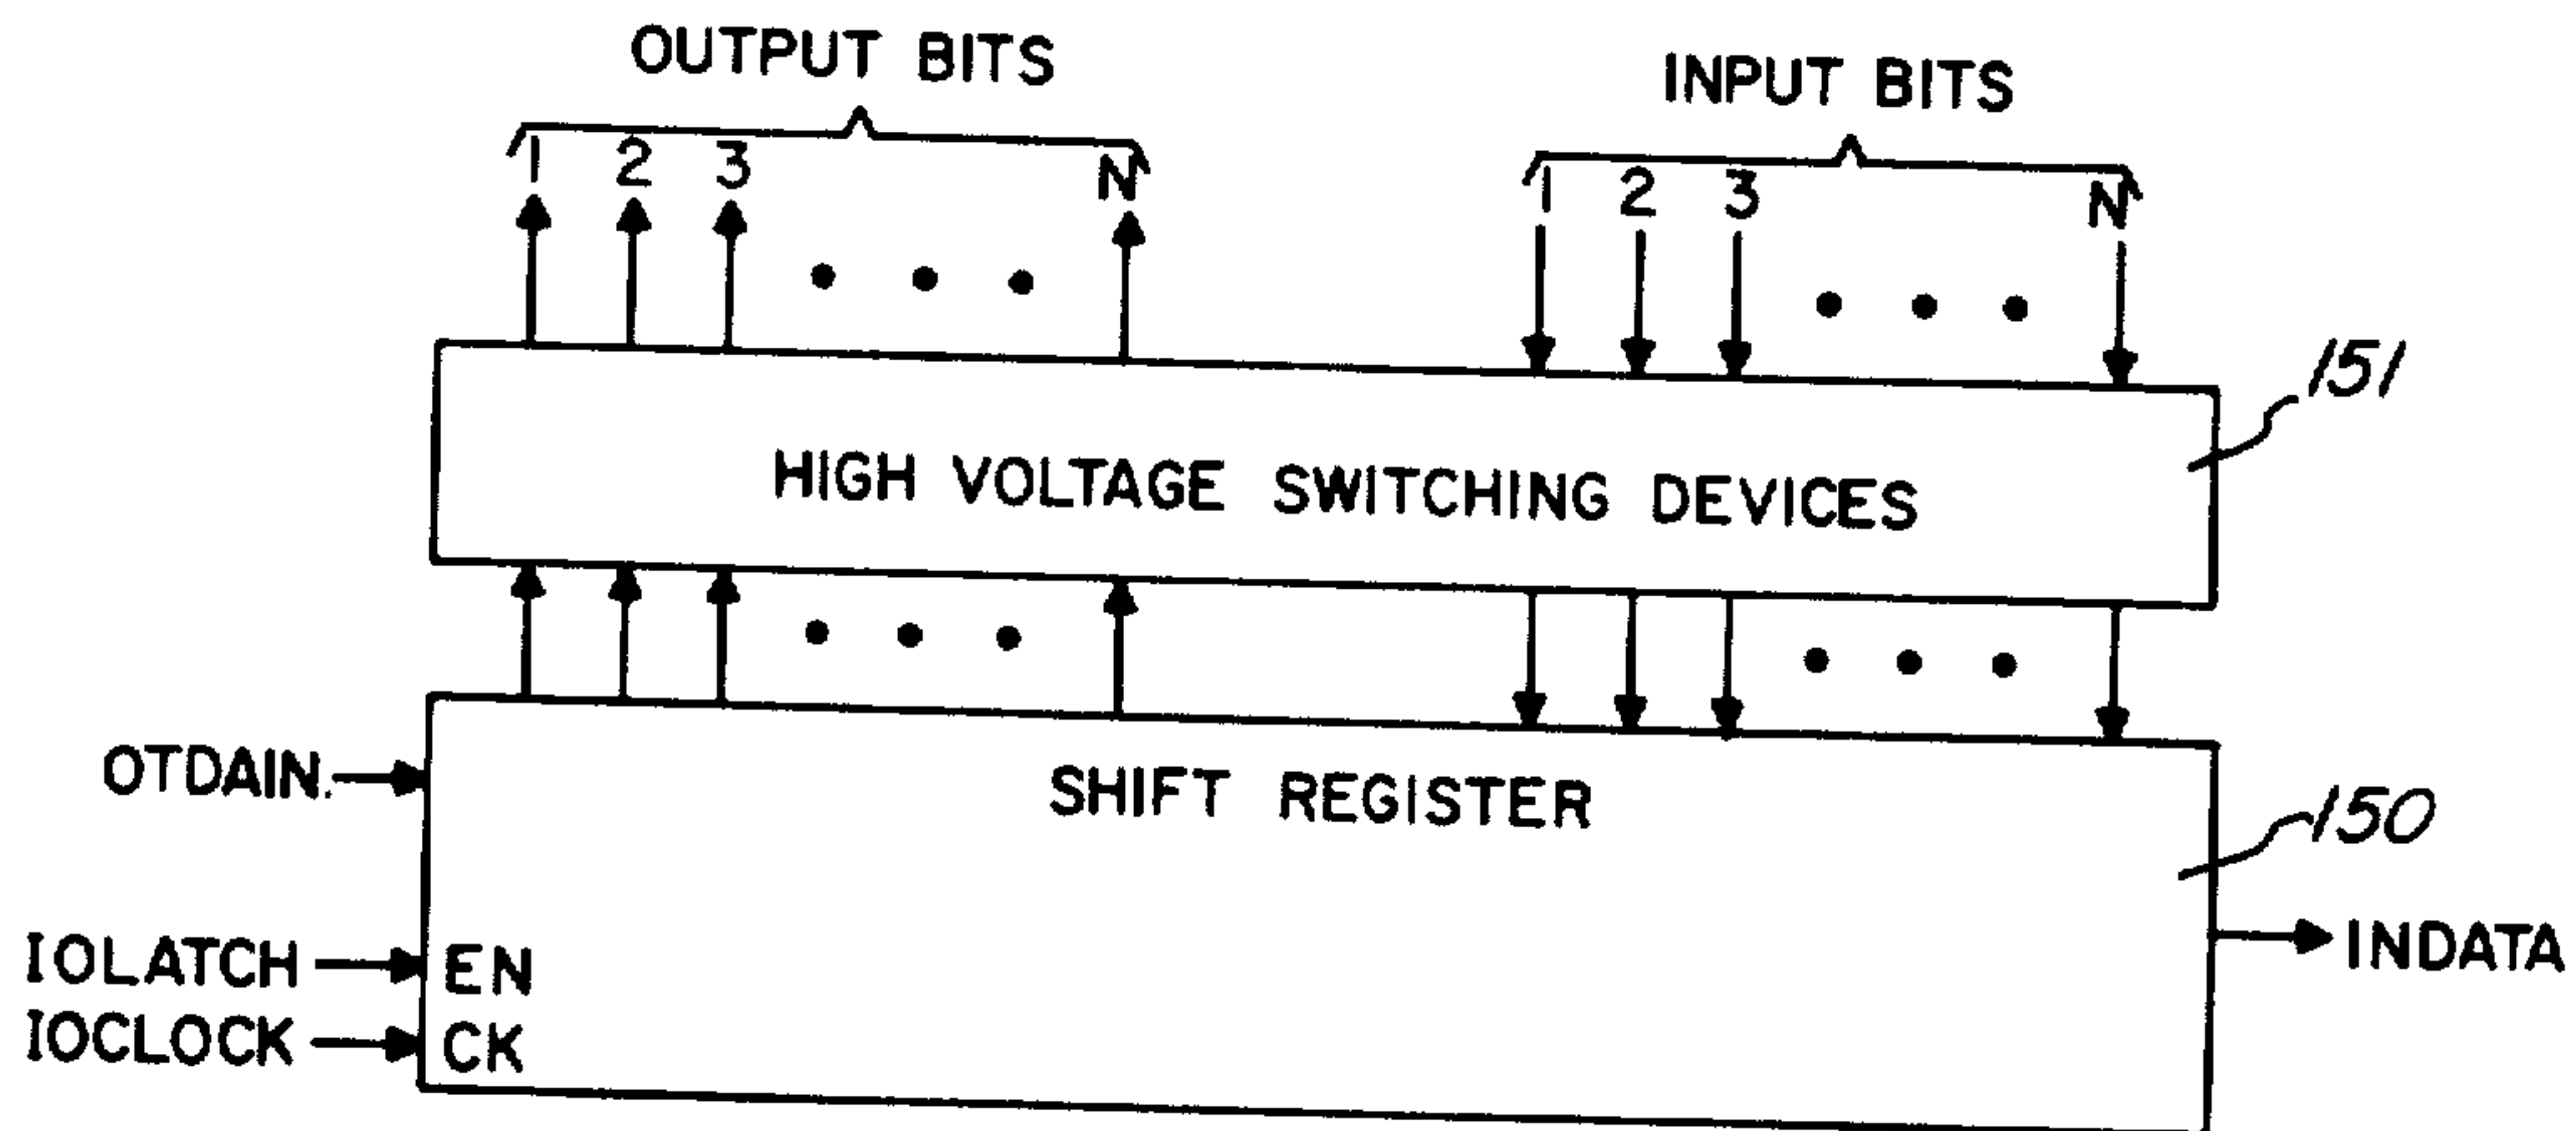 OUTPUT BITS
INPUT BITS
1 2 3 N
1 2 3 N
151
HIGH VOLTAGE SWITCHING DEVICES
OTDAIN.
SHIFT REGISTER
150
IOLATCH EN
INDATA
IOCLOCK CK